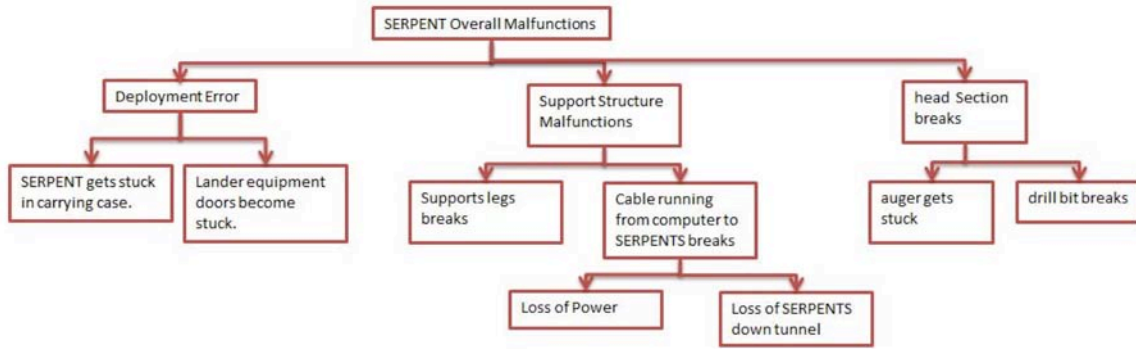 SERPENT Overall Malfunctions
Deployment Error
Support Structure
Malfunctions
head Section
breaks
SERPENT gets stuck
in carrying case.
Lander equipment
doors become
stuck.
Supports legs
breaks
Cable running
from computer to
SERPENTS breaks
auger gets
stuck
drill bit breaks
Loss of Power
Loss of SERPENTS
down tunnel